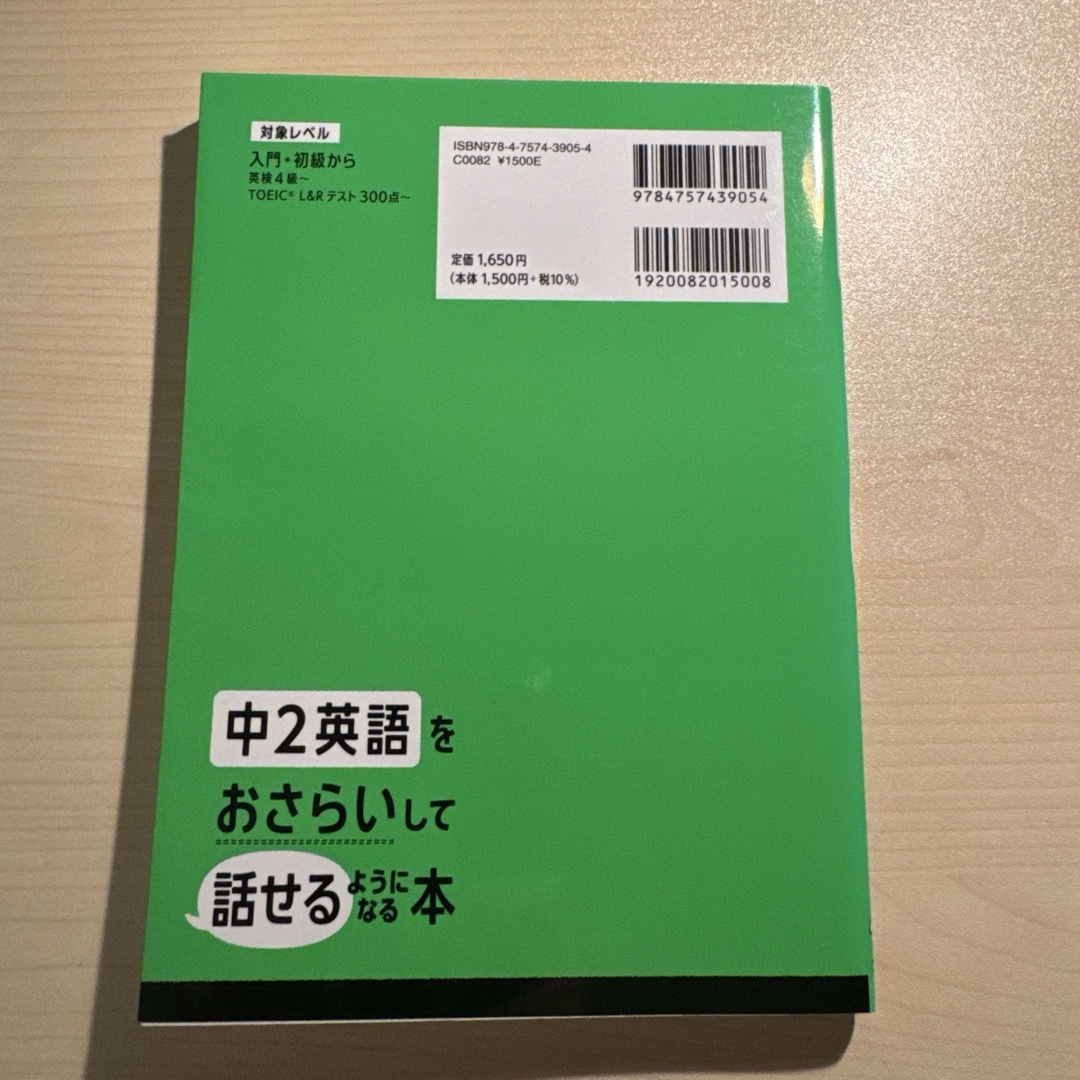 対象レベル
入門・初級から
英検4級〜
TOEIC® L&Rテスト300点〜
ISBN978-4-7574-3905-4
C0082 ¥1500E
9784757439054
定価1,650円
(本体1,500円+税10%)
1920082015008
中2英語を
おさらいして
話せるようになる本